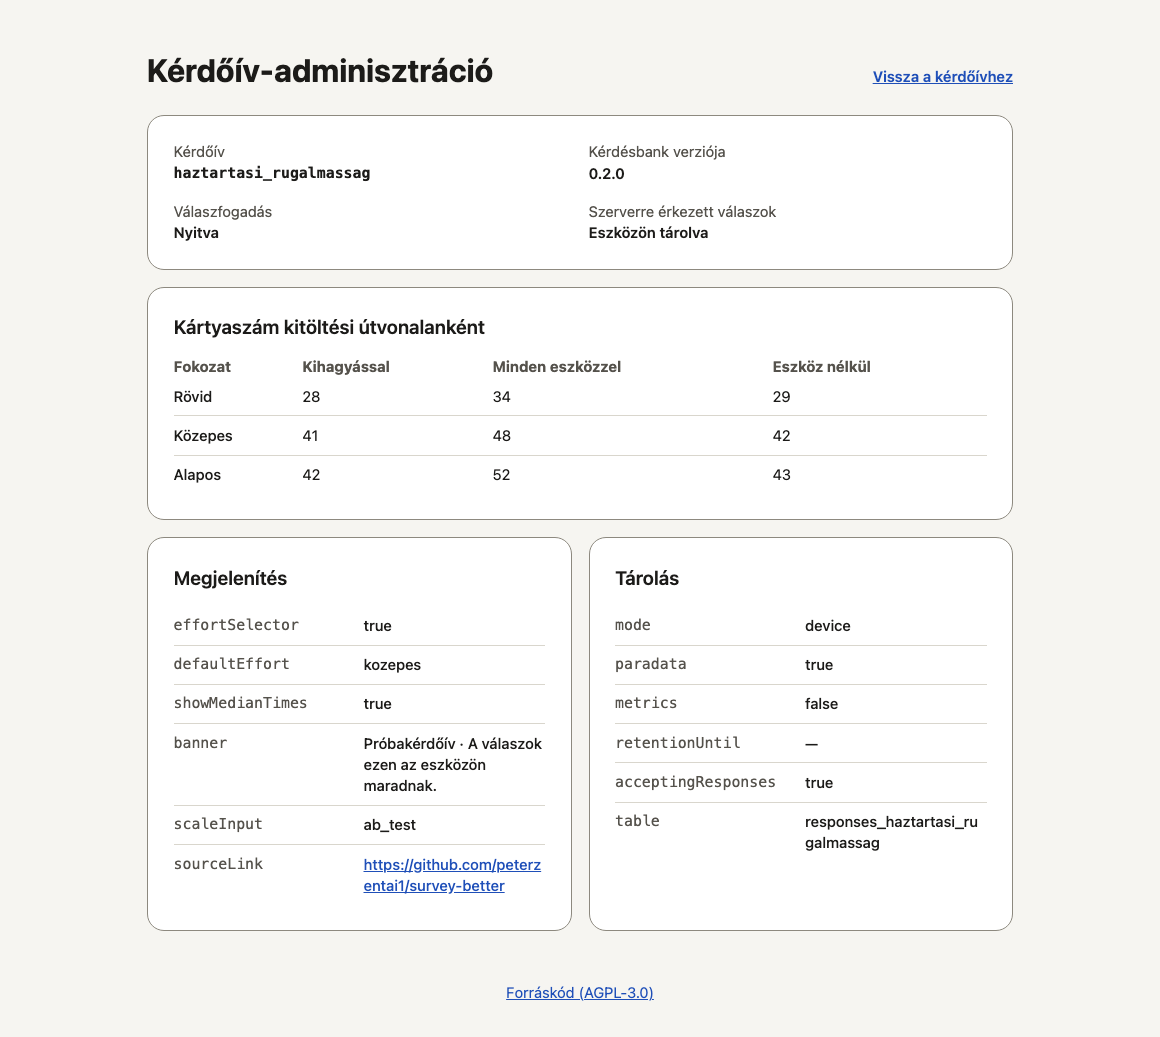 Kérdőív-adminisztráció
Vissza a kérdőívhez
Kérdőív
haztartasi_rugalmassag
Kérdésbank verziója
0.2.0
Válaszfogadás
Nyitva
Szerverre érkezett válaszok
Eszközön tárolva
Kártyaszám kitöltési útvonalanként
Fokozat Kihagyással Minden eszközzel Eszköz nélkül
Rövid 28 34 29
Közepes 41 48 42
Alapos 42 52 43
Megjelenítés
effortSelector true
defaultEffort kozepes
showMedianTimes true
banner Próbakérdőív · A válaszok
ezen az eszközön
maradnak.
scaleInput ab_test
sourceLink https://github.com/peterz
entai1/survey-better
Tárolás
mode device
paradata true
metrics false
retentionUntil —
acceptingResponses true
table responses_haztartasi_ru
galmassag
Forráskód (AGPL-3.0)